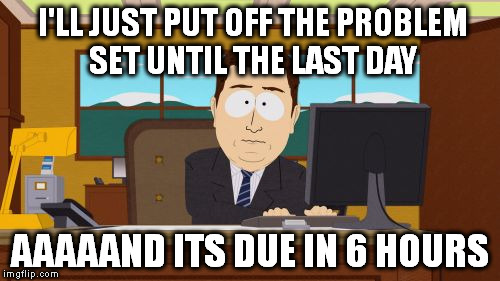 I'LL JUST PUT OFF THE PROBLEM
SET UNTIL THE LAST DAY
AAAAAND ITS DUE IN 6 HOURS
imgflip.com